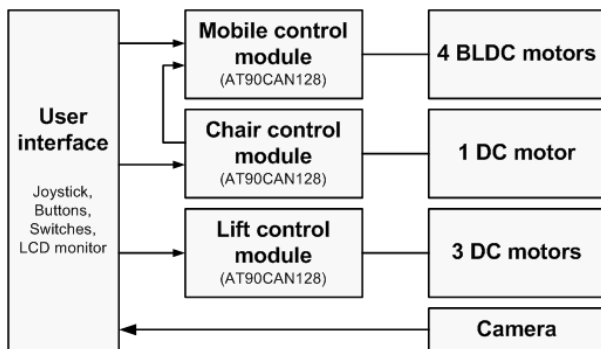 User
interface
Joystick,
Buttons,
Switches,
LCD monitor
Mobile control
module
(AT90CAN128)
4 BLDC motors
Chair control
module
(AT90CAN128)
1 DC motor
Lift control
module
(AT90CAN128)
3 DC motors
Camera